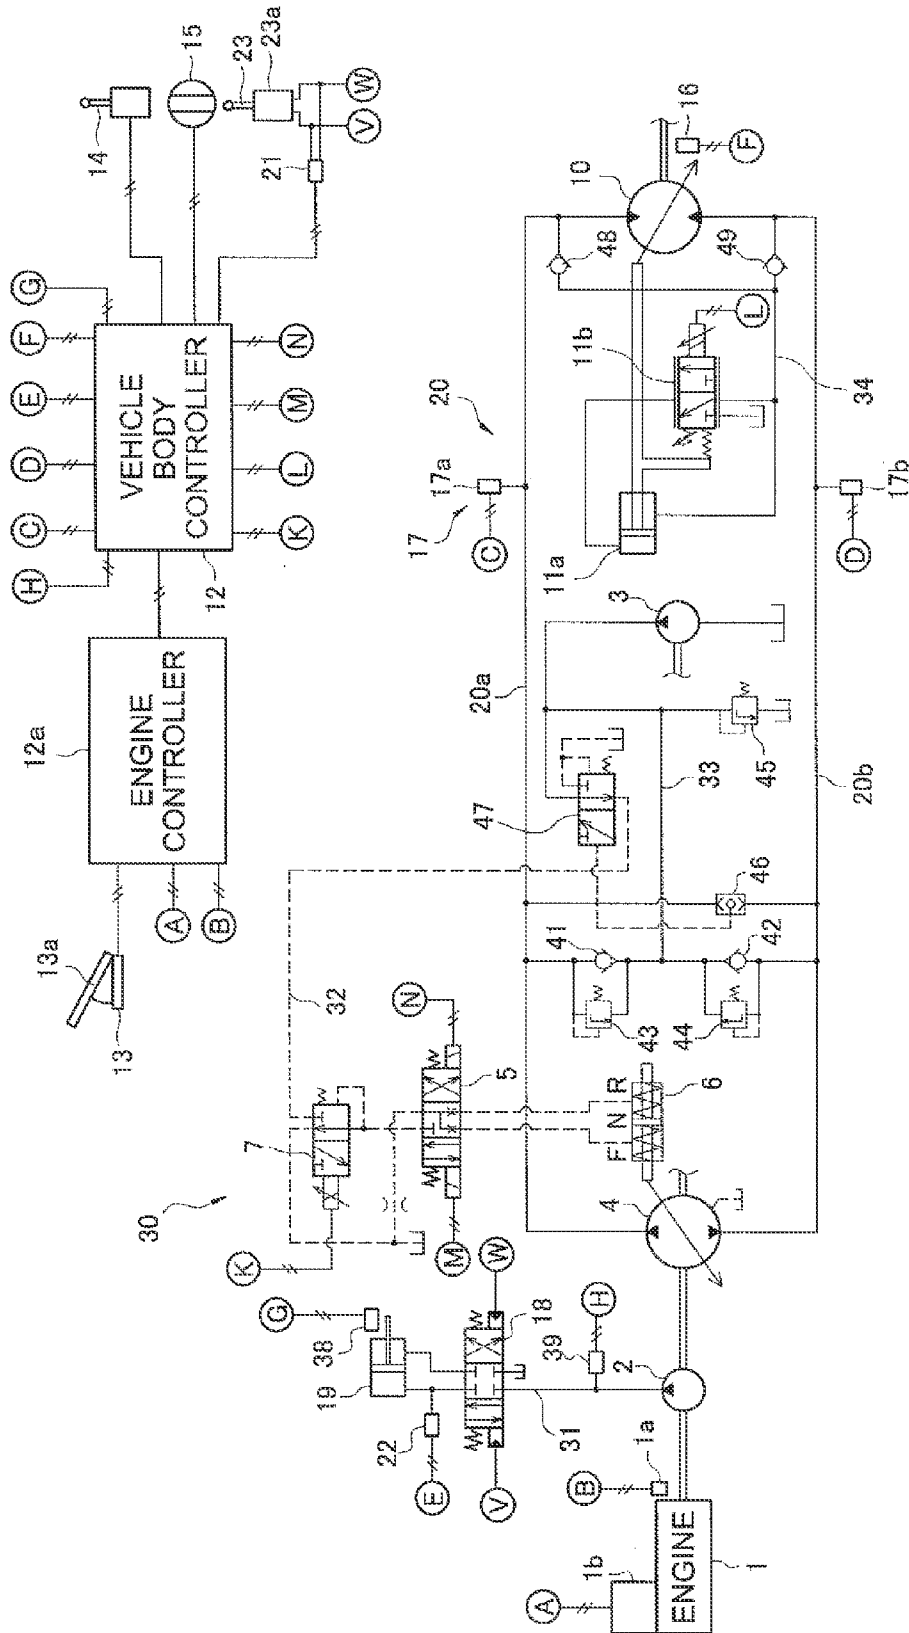 14
15
23
23a
G
F
E
D
C
H
VEHICLE
BODY
CONTROLLER
12
N
M
L
K
21
V
W
12a
ENGINE
CONTROLLER
A
B
13a
13
20
17
17a
C
10
16
F
48
49
11b
L
11a
34
17b
D
3
20a
20b
47
33
45
46
41
42
43
44
32
30
7
K
N
5
M
F N R
6
4
G
38
19
22
E
18
W
V
31
39
H
2
B
1a
A
1b
ENGINE
1